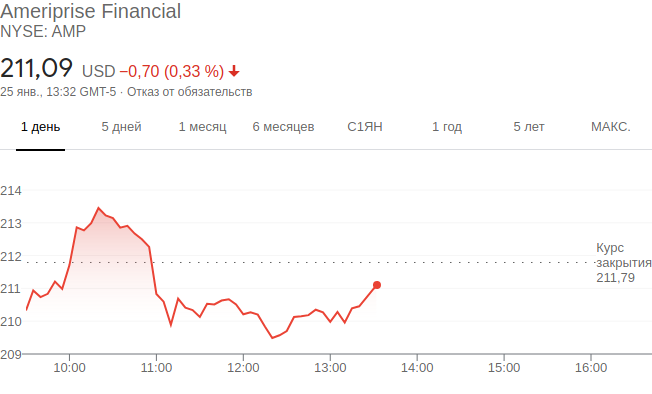 Ameriprise Financial
NYSE: AMP
211,09 USD −0,70 (0,33 %)
25 янв., 13:32 GMT-5 · Отказ от обязательств
1 день 5 дней 1 месяц 6 месяцев С1ЯН 1 год 5 лет МАКС.
214
213
212
211
210
209
Курс
закрытия
211,79
10:00 11:00 12:00 13:00 14:00 15:00 16:00